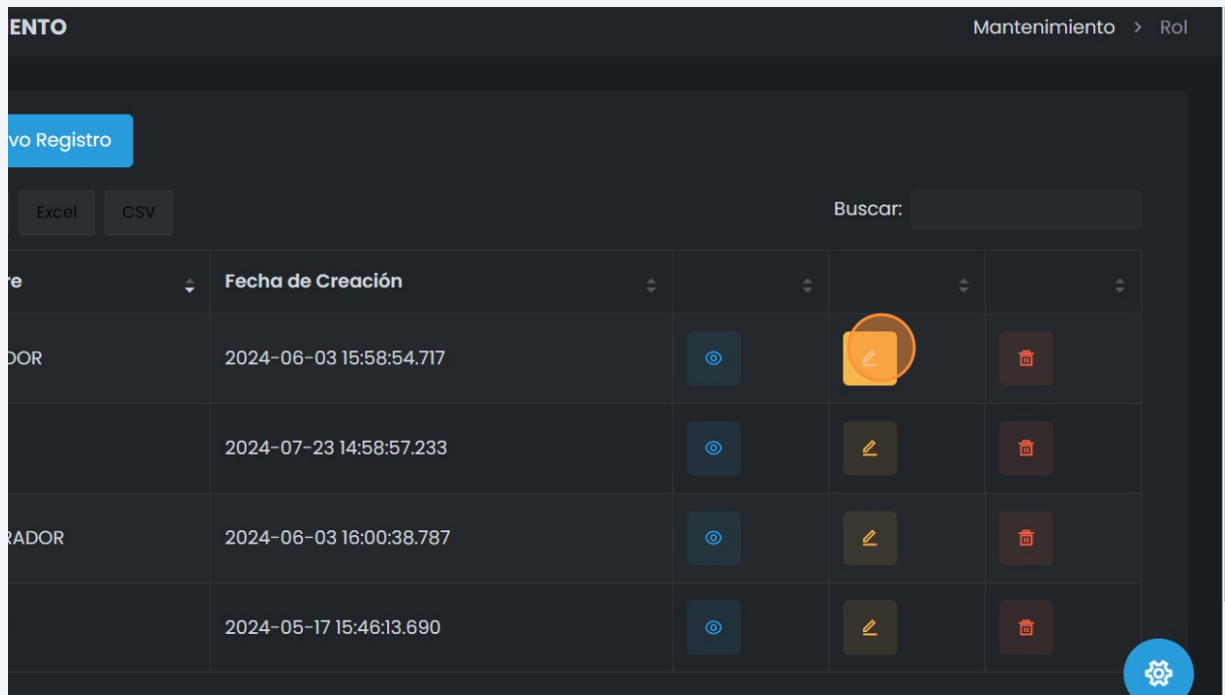 ENTO
Mantenimiento > Rol
vo Registro
Excel CSV
Buscar:
re Fecha de Creación
DOR 2024-06-03 15:58:54.717
2024-07-23 14:58:57.233
RADOR 2024-06-03 16:00:38.787
2024-05-17 15:46:13.690